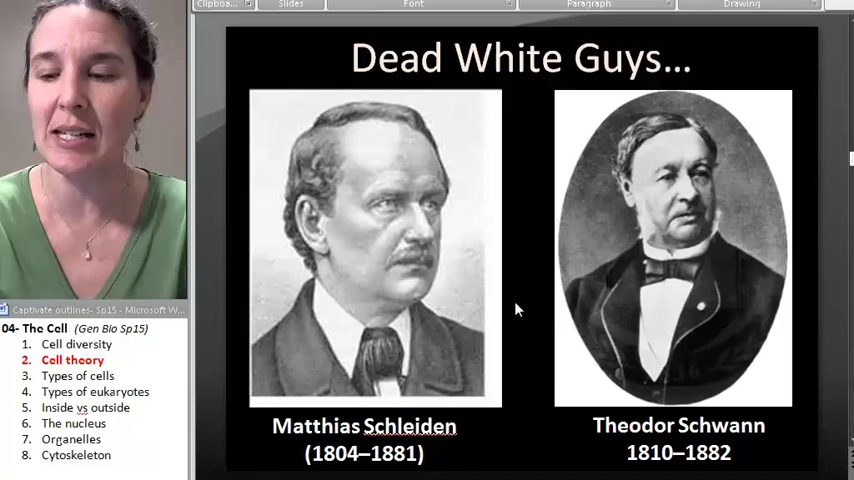 Clipboa...
Slides
Font
Paragraph
Drawing
Dead White Guys...
Matthias Schleiden
(1804–1881)
Theodor Schwann
1810–1882
Captivate outlines- Sp15 - Microsoft W...
04- The Cell (Gen Bio Sp15)
1. Cell diversity
2. Cell theory
3. Types of cells
4. Types of eukaryotes
5. Inside vs outside
6. The nucleus
7. Organelles
8. Cytoskeleton